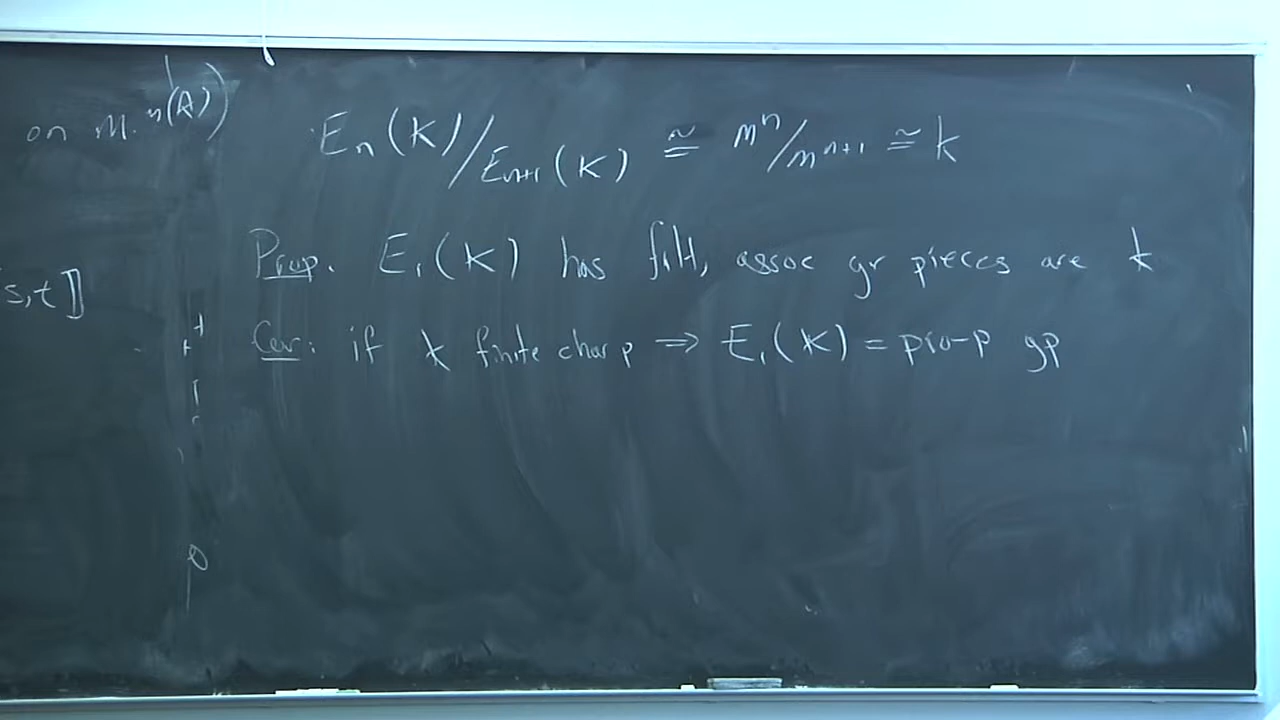 on m.
η(A))
E_n(K)/E_{n+1}(K) ≅ m^n/m^{n+1} ≅ k
Prop. E_1(K) has filt, assoc gr pieces are k
s,t]]
Cor: if k finite char p ⇒ E_1(K) = pro-p gp